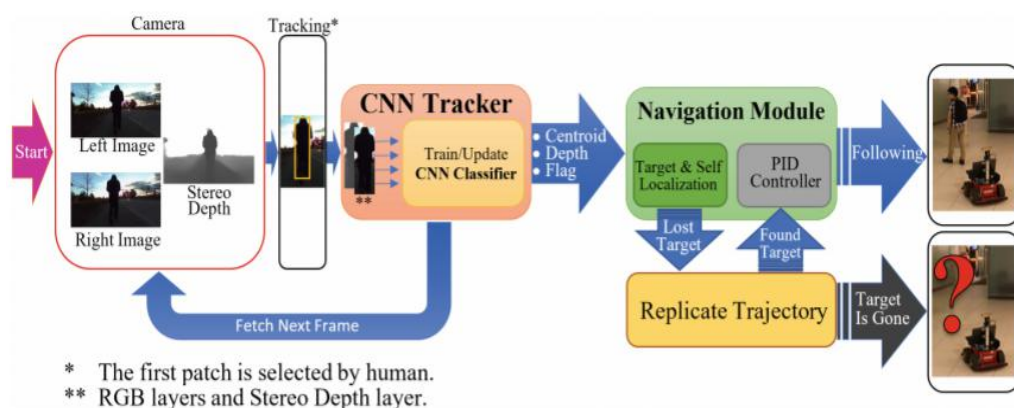 Camera
Tracking*
Start
Left Image
Right Image
Stereo
Depth
CNN Tracker
Train/Update
CNN Classifier
**
• Centroid
• Depth
• Flag
Navigation Module
Target & Self
Localization
PID
Controller
Following
Lost
Target
Found
Target
Replicate Trajectory
Target
Is Gone
?
Fetch Next Frame
* The first patch is selected by human.
** RGB layers and Stereo Depth layer.